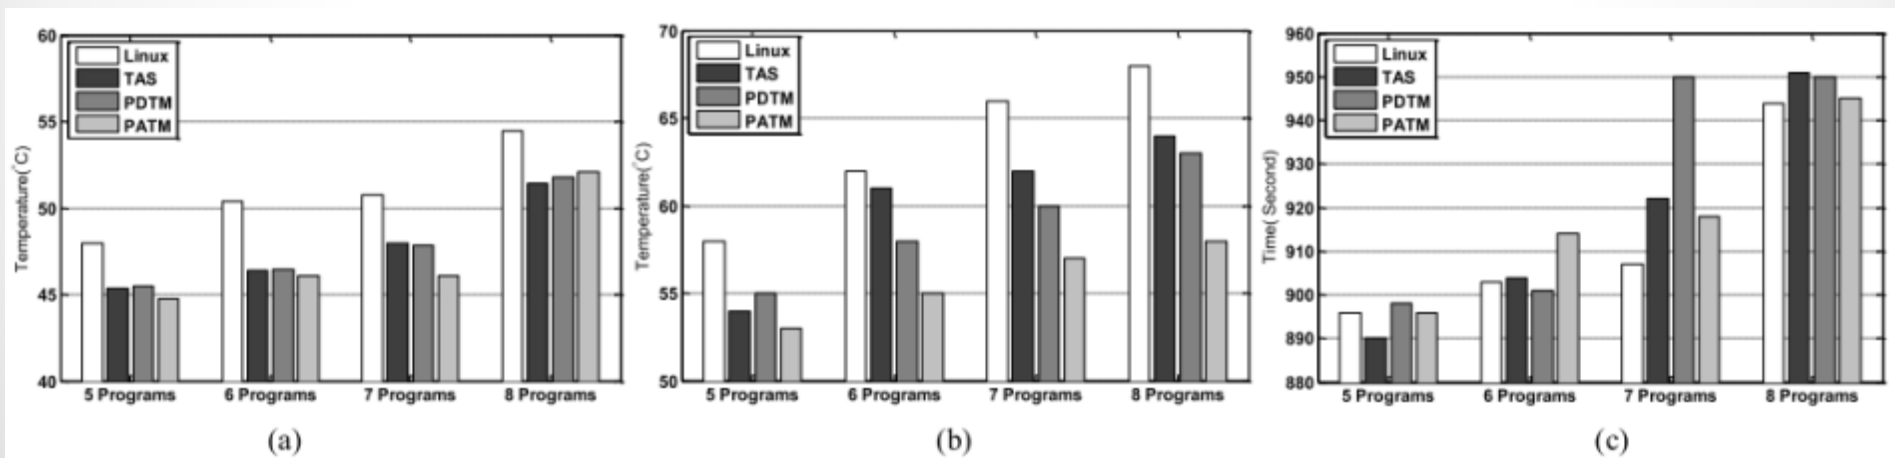 60
55
50
45
40
Temperature(°C)
Linux
TAS
PDTM
PATM
5 Programs 6 Programs 7 Programs 8 Programs
(a)
70
65
60
55
50
Temperature(°C)
Linux
TAS
PDTM
PATM
5 Programs 6 Programs 7 Programs 8 Programs
(b)
960
950
940
930
920
910
900
890
880
Time(Second)
Linux
TAS
PDTM
PATM
5 Programs 6 Programs 7 Programs 8 Programs
(c)